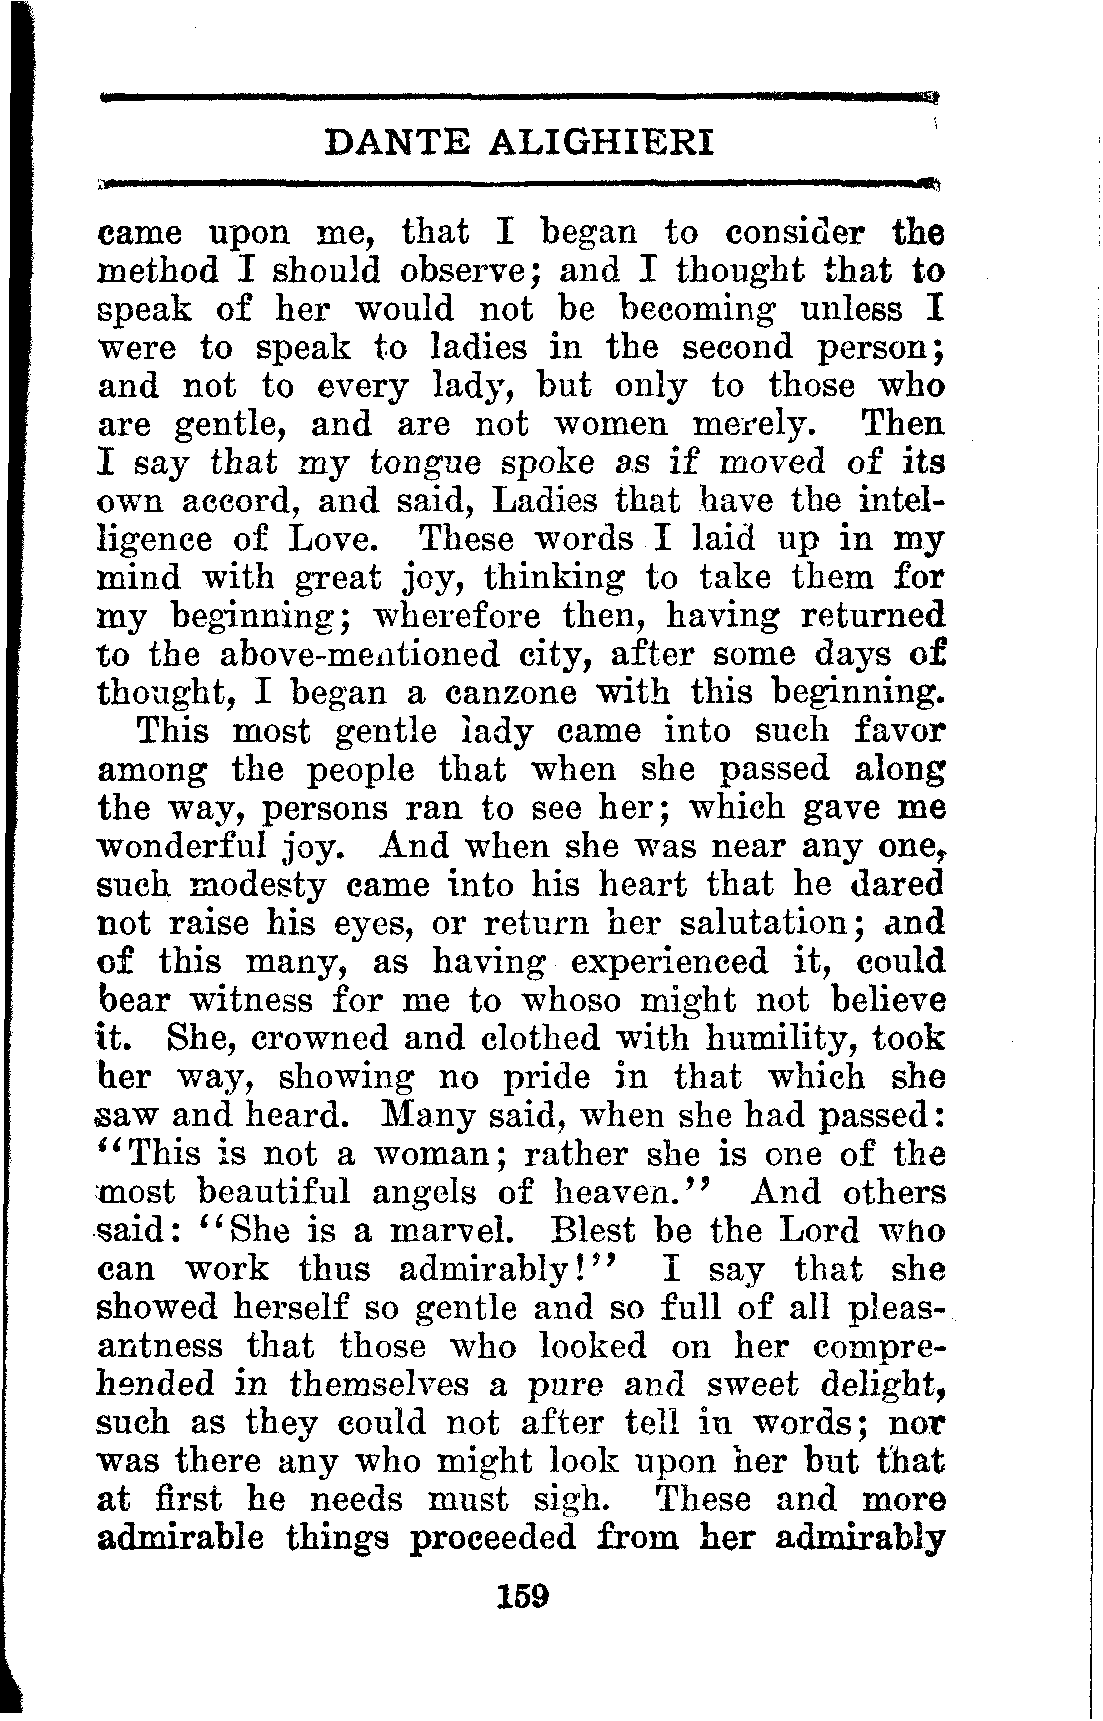 DANTE ALIGHIERI
came upon me, that I began to consider the
method I should observe; and I thought that to
speak of her would not be becoming unless I
were to speak to ladies in the second person;
and not to every lady, but only to those who
are gentle, and are not women merely. Then
I say that my tongue spoke as if moved of its
own accord, and said, Ladies that have the intel-
ligence of Love. These words I laid up in my
mind with great joy, thinking to take them for
my beginning; wherefore then, having returned
to the above-mentioned city, after some days of
thought, I began a canzone with this beginning.
This most gentle lady came into such favor
among the people that when she passed along
the way, persons ran to see her; which gave me
wonderful joy. And when she was near any one,
such modesty came into his heart that he dared
not raise his eyes, or return her salutation; and
of this many, as having experienced it, could
bear witness for me to whoso might not believe
it. She, crowned and clothed with humility, took
her way, showing no pride in that which she
saw and heard. Many said, when she had passed:
“This is not a woman; rather she is one of the
most beautiful angels of heaven.” And others
said: “She is a marvel. Blest be the Lord who
can work thus admirably!” I say that she
showed herself so gentle and so full of all pleas-
antness that those who looked on her compre-
hended in themselves a pure and sweet delight,
such as they could not after tell in words; nor
was there any who might look upon her but that
at first he needs must sigh. These and more
admirable things proceeded from her admirably
159